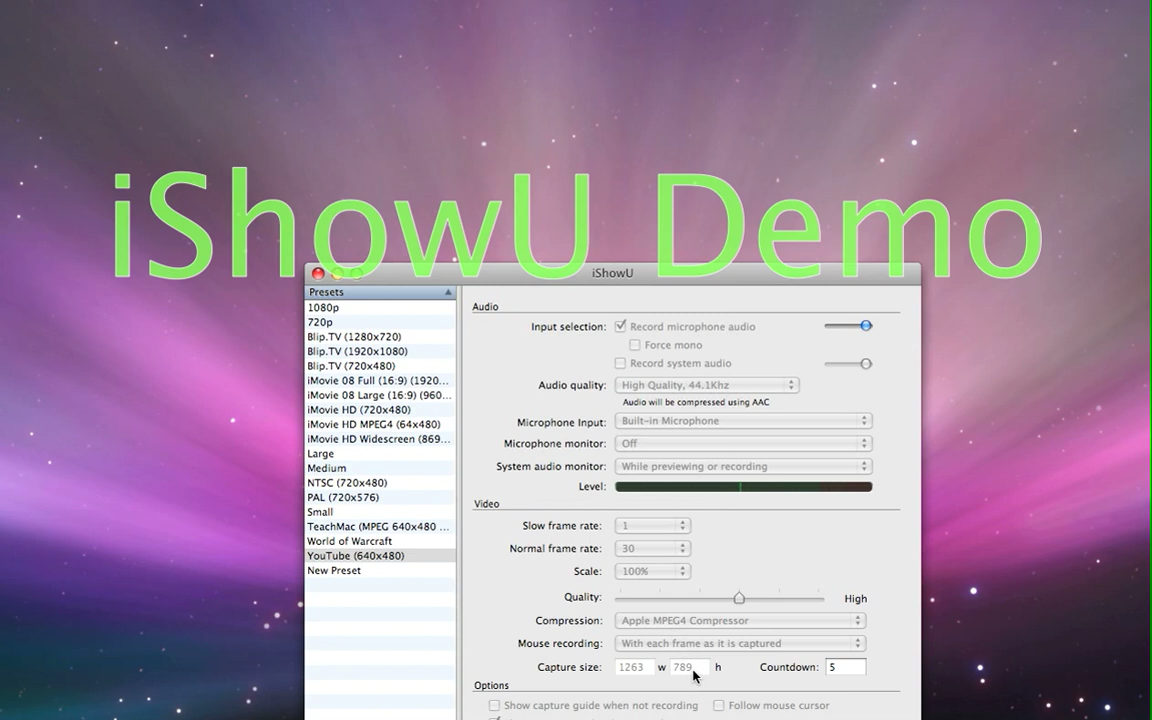 iShowU Demo
iShowU
Presets
1080p
720p
Blip.TV (1280x720)
Blip.TV (1920x1080)
Blip.TV (720x480)
iMovie 08 Full (16:9) (1920...
iMovie 08 Large (16:9) (960...
iMovie HD (720x480)
iMovie HD MPEG4 (64x480)
iMovie HD Widescreen (869...
Large
Medium
NTSC (720x480)
PAL (720x576)
Small
TeachMac (MPEG 640x480 ...
World of Warcraft
YouTube (640x480)
New Preset
Audio
Input selection: Record microphone audio
Force mono
Record system audio
Audio quality: High Quality, 44.1Khz
Audio will be compressed using AAC
Microphone Input: Built-in Microphone
Microphone monitor: Off
System audio monitor: While previewing or recording
Level:
Video
Slow frame rate: 1
Normal frame rate: 30
Scale: 100%
Quality: High
Compression: Apple MPEG4 Compressor
Mouse recording: With each frame as it is captured
Capture size: 1263 w 789 h Countdown: 5
Options
Show capture guide when not recording Follow mouse cursor